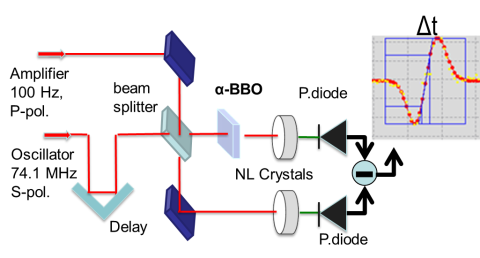 Δt
Amplifier
100 Hz,
P-pol.
beam
splitter
α-BBO
P.diode
Oscillator
74.1 MHz
S-pol.
NL Crystals
Delay
P.diode